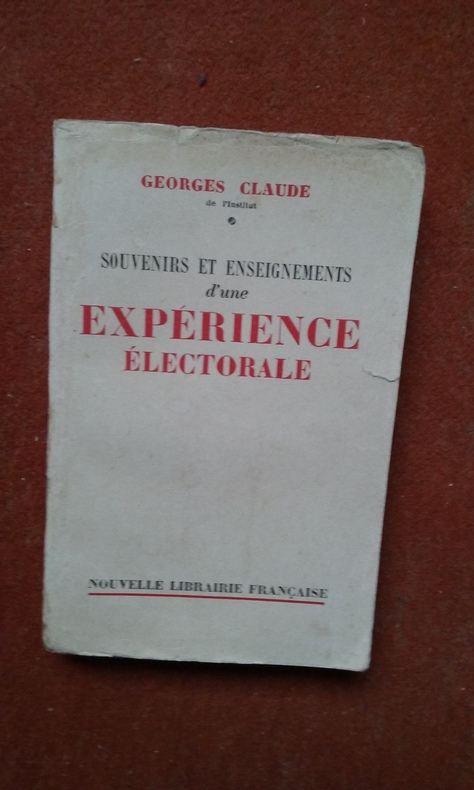 GEORGES CLAUDE
de l'Institut
SOUVENIRS ET ENSEIGNEMENTS
d'une
EXPÉRIENCE
ÉLECTORALE
NOUVELLE LIBRAIRIE FRANÇAISE